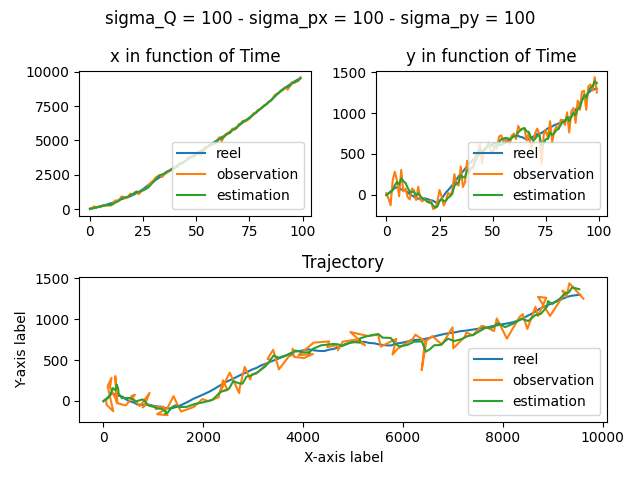 sigma_Q = 100 - sigma_px = 100 - sigma_py = 100
x in function of Time
y in function of Time
10000
7500
5000
2500
0
0 25 50 75 100
reel
observation
estimation
1500
1000
500
0
0 25 50 75 100
reel
observation
estimation
Trajectory
Y-axis label
1500
1000
500
0
0 2000 4000 6000 8000 10000
reel
observation
estimation
X-axis label